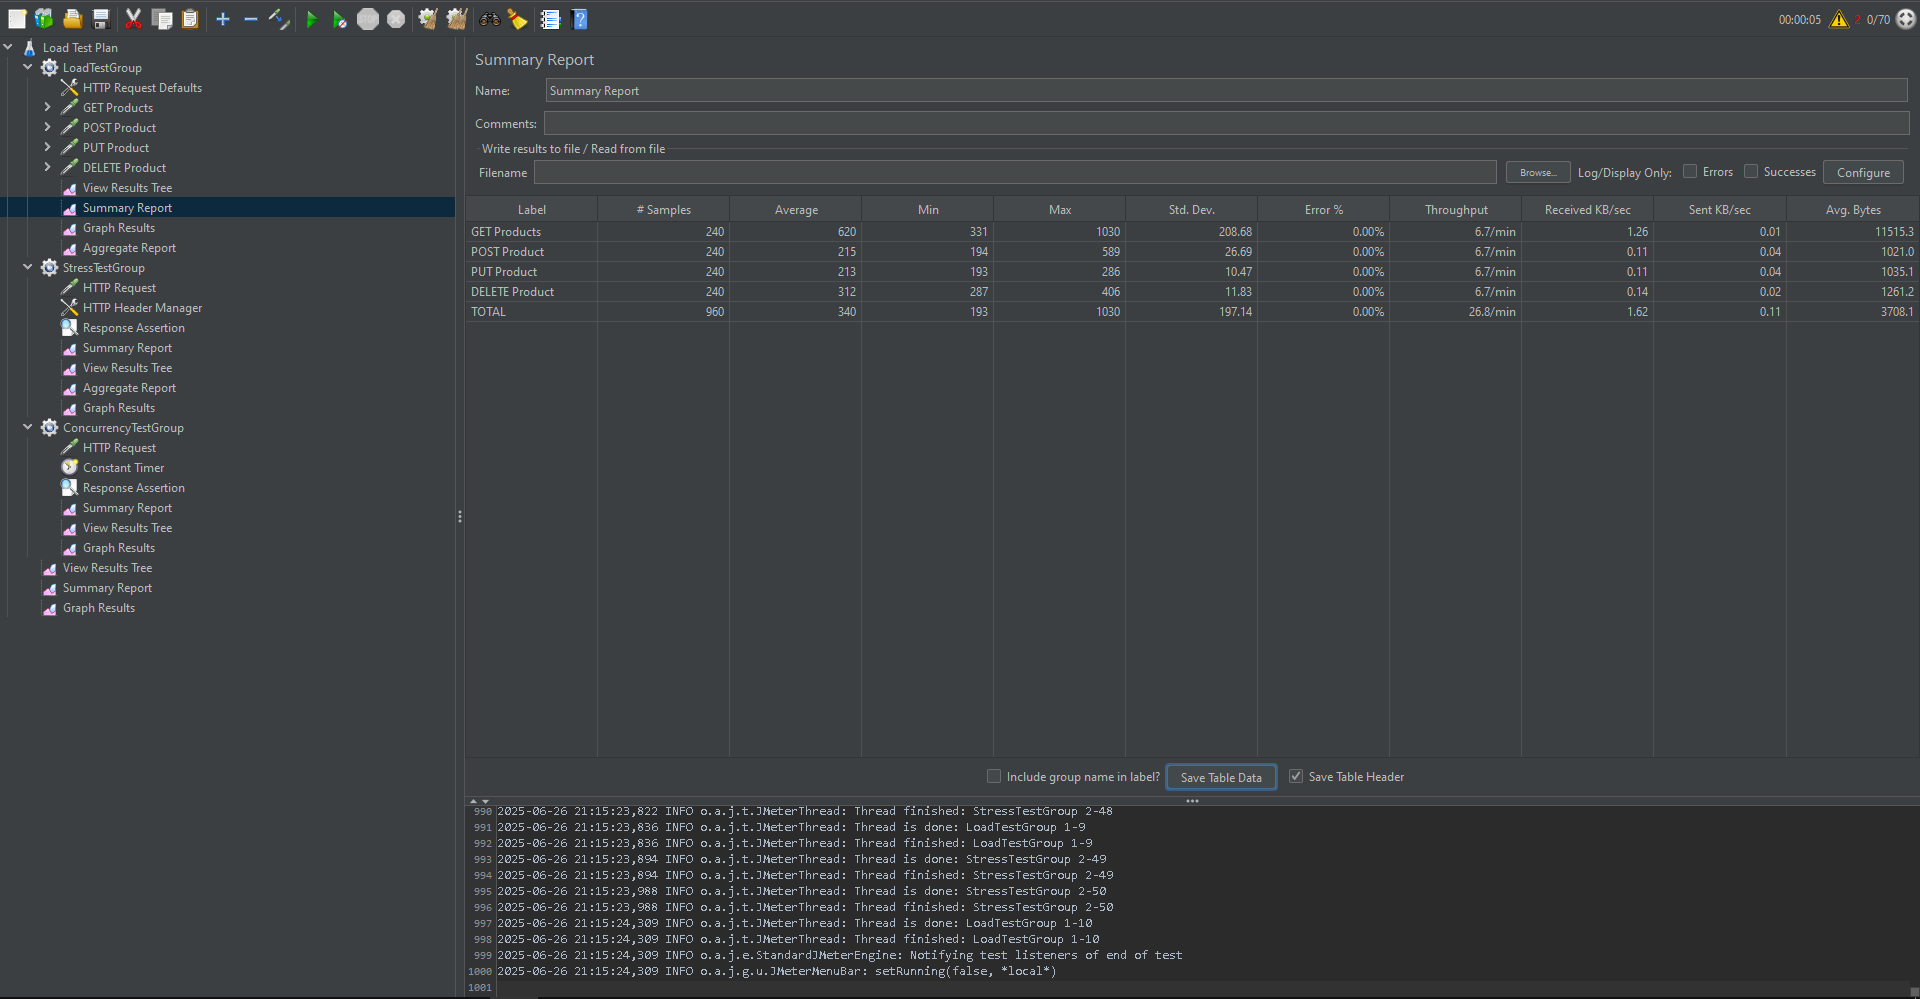 00:00:05 2 0/70
Load Test Plan
LoadTestGroup
HTTP Request Defaults
GET Products
POST Product
PUT Product
DELETE Product
View Results Tree
Summary Report
Graph Results
Aggregate Report
StressTestGroup
HTTP Request
HTTP Header Manager
Response Assertion
Summary Report
View Results Tree
Aggregate Report
Graph Results
ConcurrencyTestGroup
HTTP Request
Constant Timer
Response Assertion
Summary Report
View Results Tree
Graph Results
View Results Tree
Summary Report
Graph Results
Summary Report
Name: Summary Report
Comments:
Write results to file / Read from file
Filename Browse... Log/Display Only: Errors Successes Configure
Label # Samples Average Min Max Std. Dev. Error % Throughput Received KB/sec Sent KB/sec Avg. Bytes
GET Products 240 620 331 1030 208.68 0.00% 6.7/min 1.26 0.01 11515.3
POST Product 240 215 194 589 26.69 0.00% 6.7/min 0.11 0.04 1021.0
PUT Product 240 213 193 286 10.47 0.00% 6.7/min 0.11 0.04 1035.1
DELETE Product 240 312 287 406 11.83 0.00% 6.7/min 0.14 0.02 1261.2
TOTAL 960 340 193 1030 197.14 0.00% 26.8/min 1.62 0.11 3708.1
Include group name in label? Save Table Data Save Table Header
990 2025-06-26 21:15:23,822 INFO o.a.j.t.JMeterThread: Thread finished: StressTestGroup 2-48
991 2025-06-26 21:15:23,836 INFO o.a.j.t.JMeterThread: Thread is done: LoadTestGroup 1-9
992 2025-06-26 21:15:23,836 INFO o.a.j.t.JMeterThread: Thread finished: LoadTestGroup 1-9
993 2025-06-26 21:15:23,894 INFO o.a.j.t.JMeterThread: Thread is done: StressTestGroup 2-49
994 2025-06-26 21:15:23,894 INFO o.a.j.t.JMeterThread: Thread finished: StressTestGroup 2-49
995 2025-06-26 21:15:23,988 INFO o.a.j.t.JMeterThread: Thread is done: StressTestGroup 2-50
996 2025-06-26 21:15:23,988 INFO o.a.j.t.JMeterThread: Thread finished: StressTestGroup 2-50
997 2025-06-26 21:15:24,309 INFO o.a.j.t.JMeterThread: Thread is done: LoadTestGroup 1-10
998 2025-06-26 21:15:24,309 INFO o.a.j.t.JMeterThread: Thread finished: LoadTestGroup 1-10
999 2025-06-26 21:15:24,309 INFO o.a.j.e.StandardJMeterEngine: Notifying test listeners of end of test
1000 2025-06-26 21:15:24,309 INFO o.a.j.g.u.JMeterMenuBar: setRunning(false, *local*)
1001